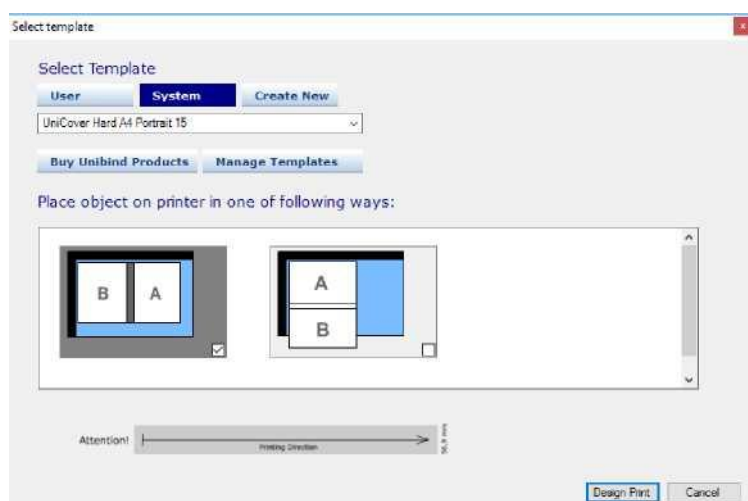 Select template
x
Select Template
User System Create New
UniCover Hard A4 Portrait 15
Buy Unibind Products Manage Templates
Place object on printer in one of following ways:
B A
A
B
Attention!
Printing Direction
Design Print Cancel